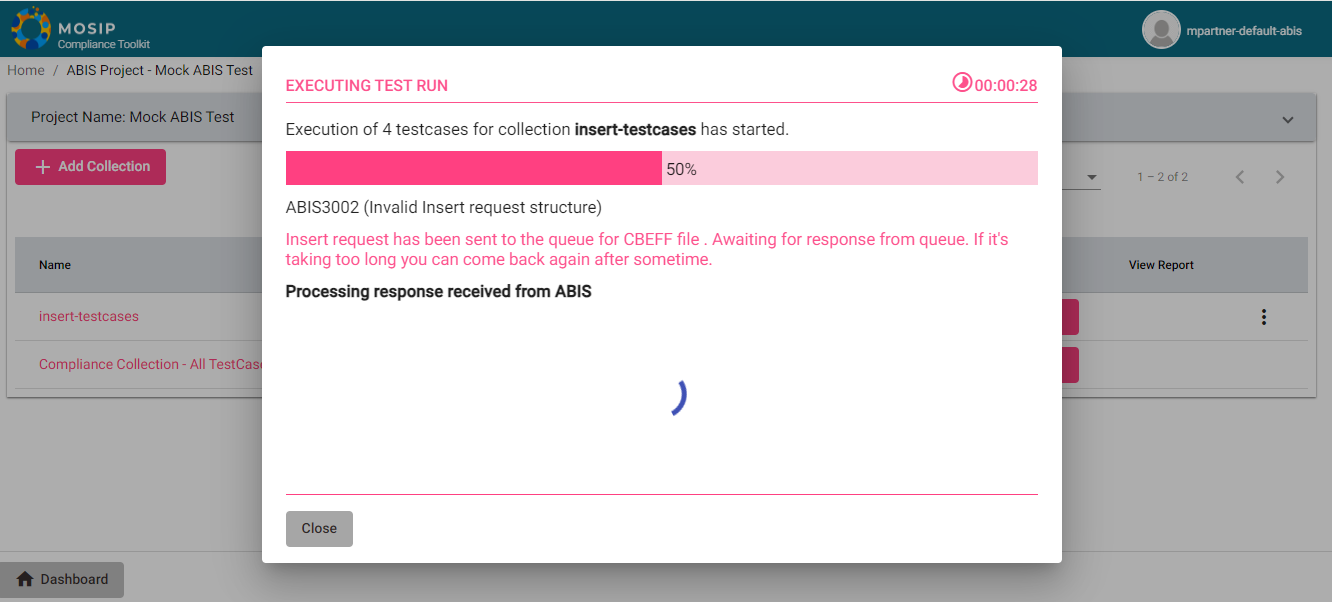 MOSIP
Compliance Toolkit
mpartner-default-abis
Home / ABIS Project - Mock ABIS Test
Project Name: Mock ABIS Test
Add Collection
1 – 2 of 2
Name
View Report
insert-testcases
Compliance Collection - All TestCas
EXECUTING TEST RUN
00:00:28
Execution of 4 testcases for collection insert-testcases has started.
50%
ABIS3002 (Invalid Insert request structure)
Insert request has been sent to the queue for CBEFF file . Awaiting for response from queue. If it's
taking too long you can come back again after sometime.
Processing response received from ABIS
Close
Dashboard